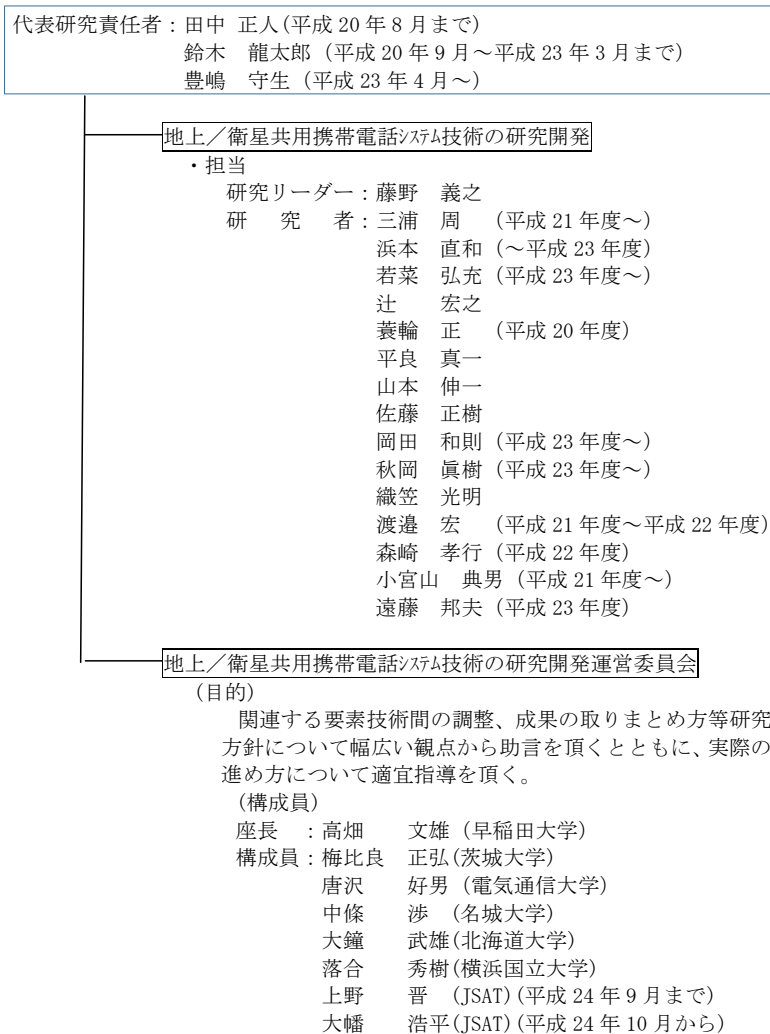 代表研究責任者：田中 正人(平成 20 年 8 月まで)
鈴木 龍太郎 (平成 20 年 9 月～平成 23 年 3 月まで)
豊嶋 守生 (平成 23 年 4 月～)
地上／衛星共用携帯電話ｼｽﾃﾑ技術の研究開発
・担当
研究リーダー：藤野 義之
研 究 者：三浦 周 (平成 21 年度～)
浜本 直和 (～平成 23 年度)
若菜 弘充 (平成 23 年度～)
辻 宏之
蓑輪 正 (平成 20 年度)
平良 真一
山本 伸一
佐藤 正樹
岡田 和則 (平成 23 年度～)
秋岡 眞樹 (平成 23 年度～)
織笠 光明
渡邉 宏 (平成 21 年度～平成 22 年度)
森崎 孝行 (平成 22 年度)
小宮山 典男 (平成 21 年度～)
遠藤 邦夫 (平成 23 年度)
地上／衛星共用携帯電話ｼｽﾃﾑ技術の研究開発運営委員会
(目的)
関連する要素技術間の調整、成果の取りまとめ方等研究
方針について幅広い観点から助言を頂くとともに、実際の
進め方について適宜指導を頂く。
(構成員)
座長 ：高畑 文雄 (早稲田大学)
構成員：梅比良 正弘(茨城大学)
唐沢 好男 (電気通信大学)
中條 渉 (名城大学)
大鐘 武雄(北海道大学)
落合 秀樹(横浜国立大学)
上野 晋 (JSAT) (平成 24 年 9 月まで)
大幡 浩平(JSAT) (平成 24 年 10 月から)